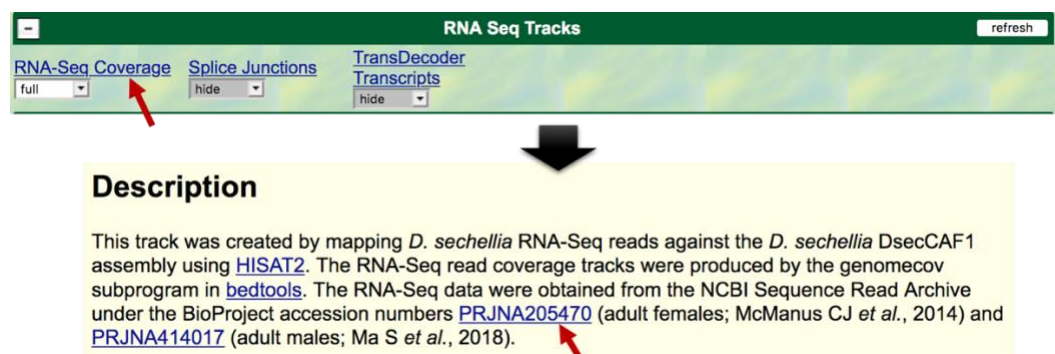 -
RNA Seq Tracks
refresh
RNA-Seq Coverage
full
Splice Junctions
hide
TransDecoder
Transcripts
hide
Description
This track was created by mapping D. sechellia RNA-Seq reads against the D. sechellia DsecCAF1
assembly using HISAT2. The RNA-Seq read coverage tracks were produced by the genomecov
subprogram in bedtools. The RNA-Seq data were obtained from the NCBI Sequence Read Archive
under the BioProject accession numbers PRJNA205470 (adult females; McManus CJ et al., 2014) and
PRJNA414017 (adult males; Ma S et al., 2018).